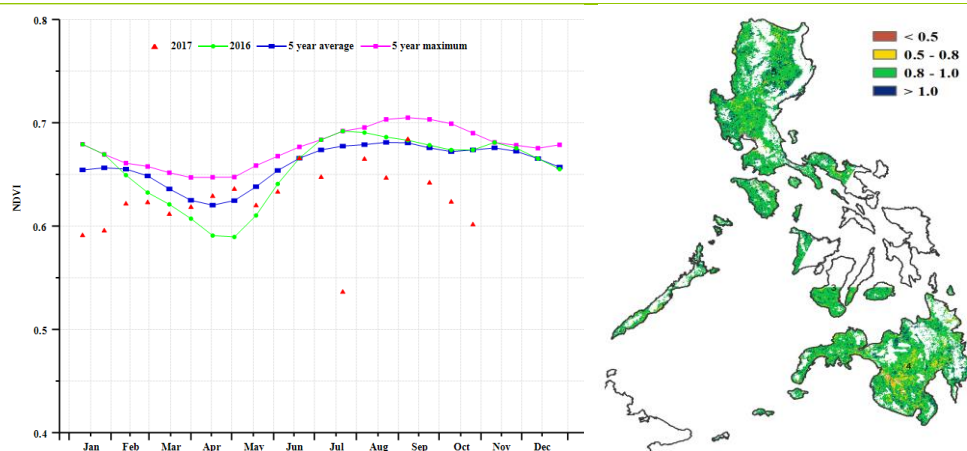 0.8
2017 2016 5 year average 5 year maximum
0.7
0.6
0.5
0.4
NDVI
Jan Feb Mar Apr May Jun Jul Aug Sep Oct Nov Dec
< 0.5
0.5 - 0.8
0.8 - 1.0
> 1.0
4